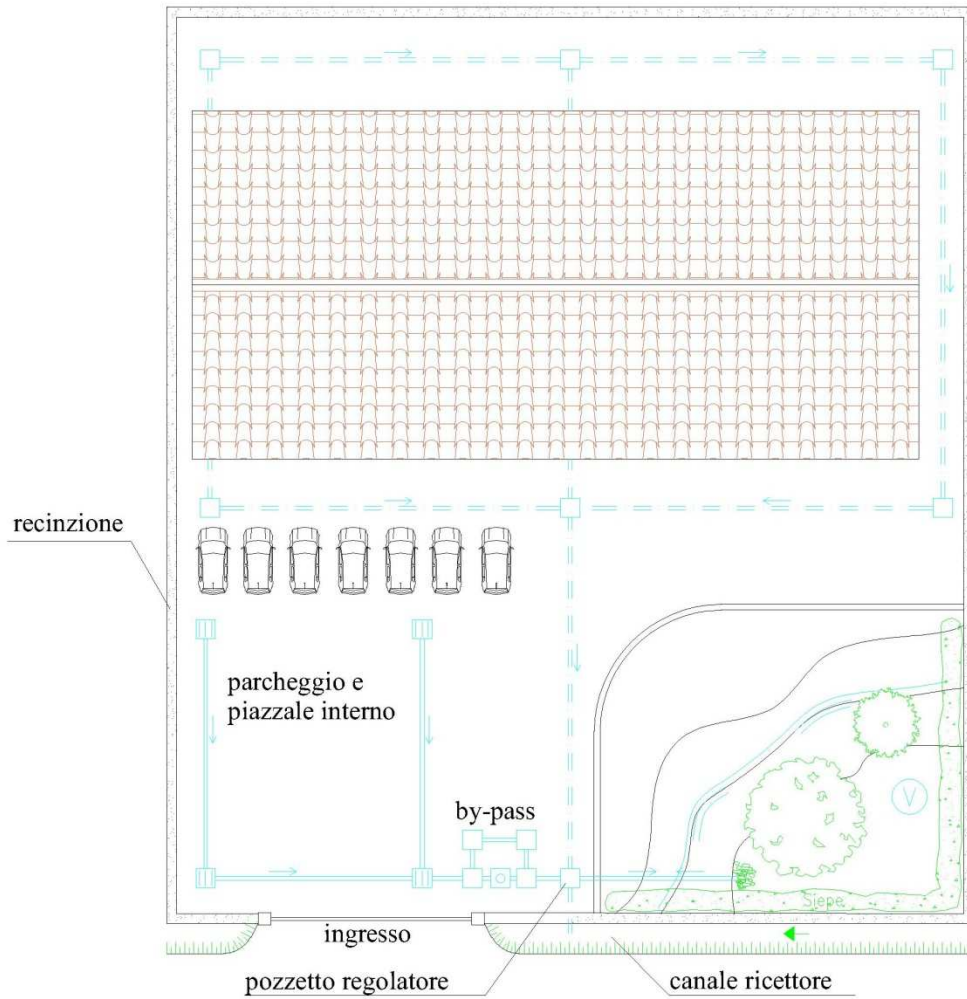 recinzione
parcheggio e
piazzale interno
by-pass
V
Siepe
ingresso
pozzetto regolatore
canale ricettore